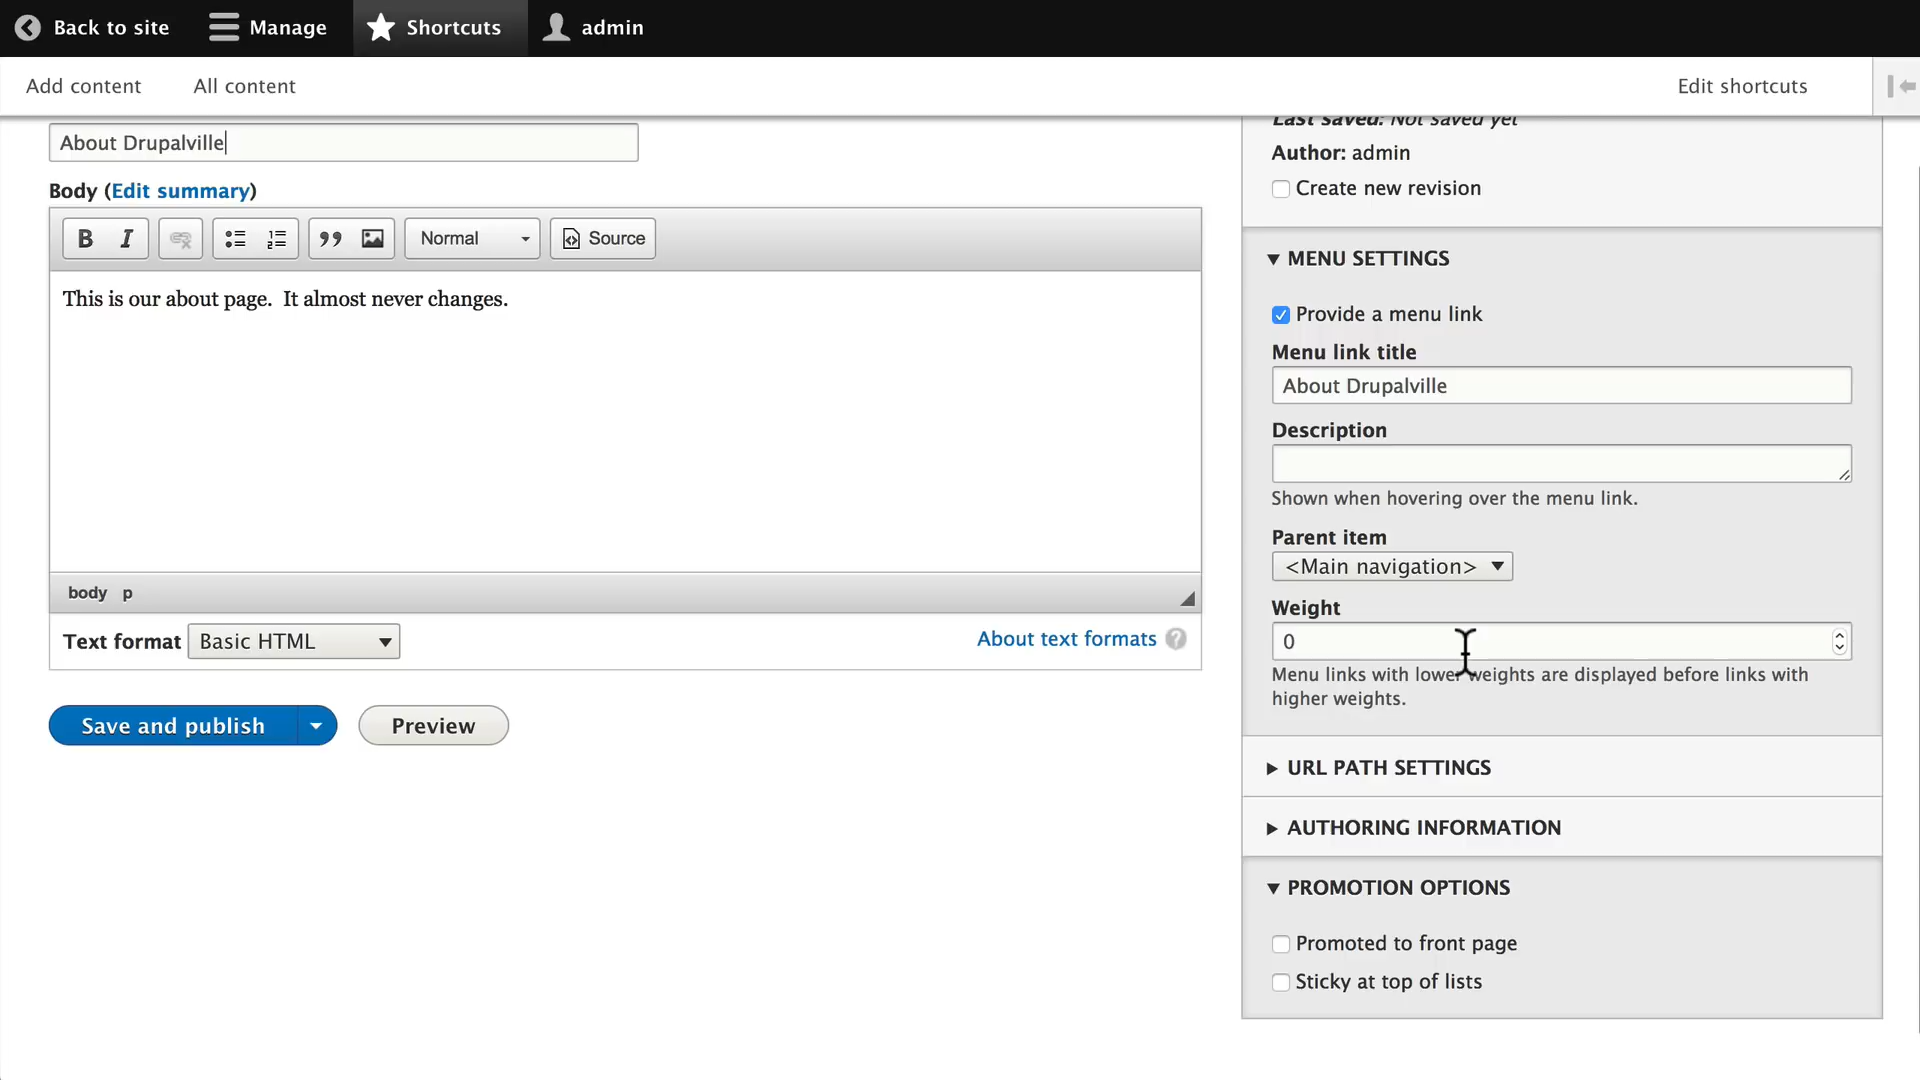 Back to site Manage Shortcuts admin
Add content All content Edit shortcuts
About Drupalville
Body (Edit summary)
Normal Source
This is our about page.  It almost never changes.
body p
Text format Basic HTML About text formats ?
Save and publish Preview
Last saved: Not saved yet
Author: admin
Create new revision
MENU SETTINGS
Provide a menu link
Menu link title
About Drupalville
Description
Shown when hovering over the menu link.
Parent item
<Main navigation>
Weight
0
Menu links with lower weights are displayed before links with
higher weights.
URL PATH SETTINGS
AUTHORING INFORMATION
PROMOTION OPTIONS
Promoted to front page
Sticky at top of lists